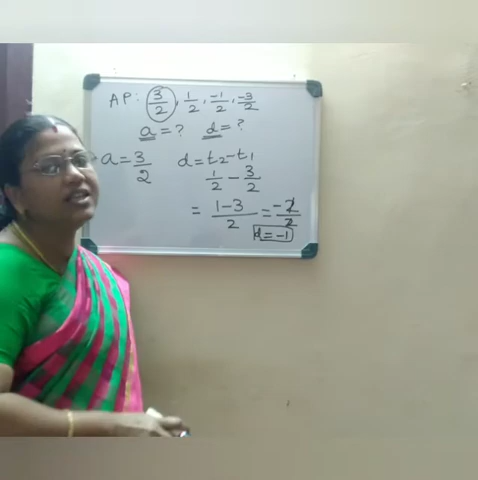 AP: 3/2, 1/2, -1/2, -3/2
a = ? d = ?
a = 3/2 d = t2 - t1
1/2 - 3/2
= 1-3/2 = -2/2
d = -1